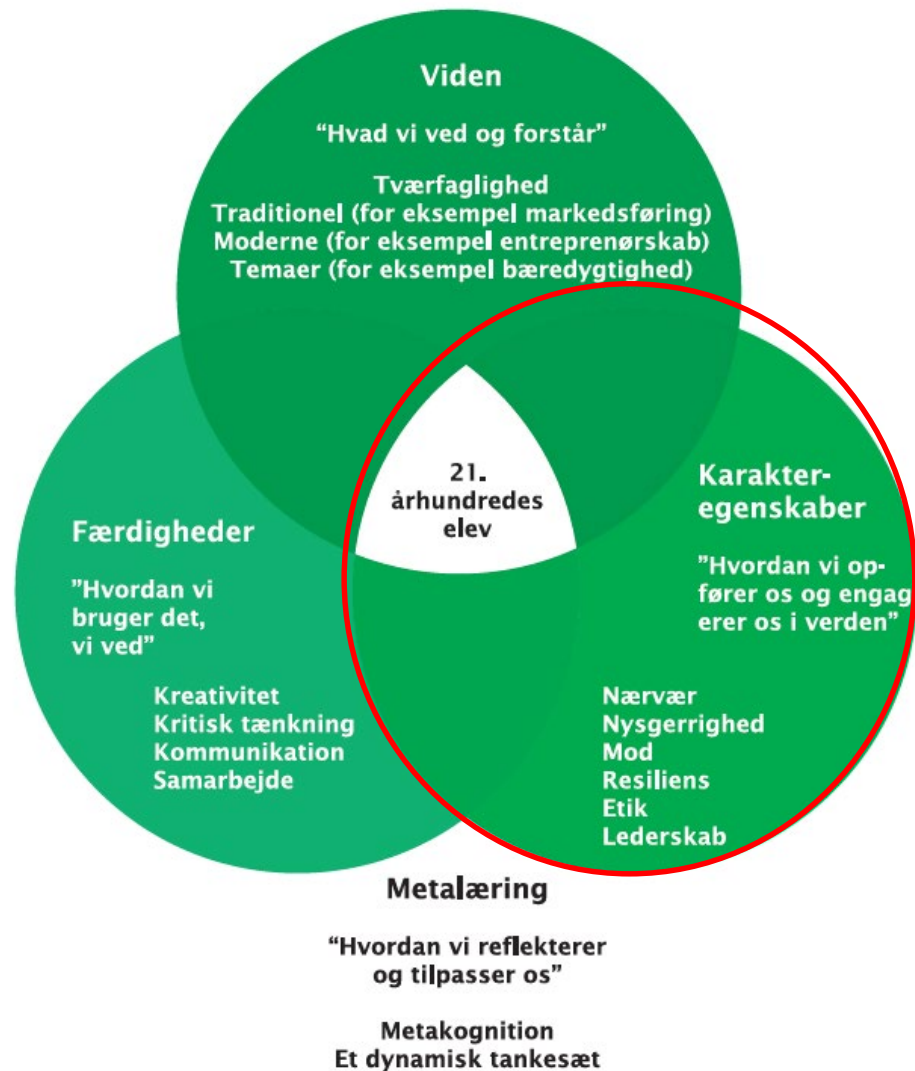 Viden
“Hvad vi ved og forstår”
Tværfaglighed
Traditionel (for eksempel markedsføring)
Moderne (for eksempel entreprenørskab)
Temaer (for eksempel bæredygtighed)
21.
århundredes
elev
Færdigheder
”Hvordan vi
bruger det,
vi ved”
Kreativitet
Kritisk tænkning
Kommunikation
Samarbejde
Karakter-
egenskaber
”Hvordan vi op-
fører os og engag
erer os i verden”
Nærvær
Nysgerrighed
Mod
Resiliens
Etik
Lederskab
Metalæring
“Hvordan vi reflekterer
og tilpasser os”
Metakognition
Et dynamisk tankesæt